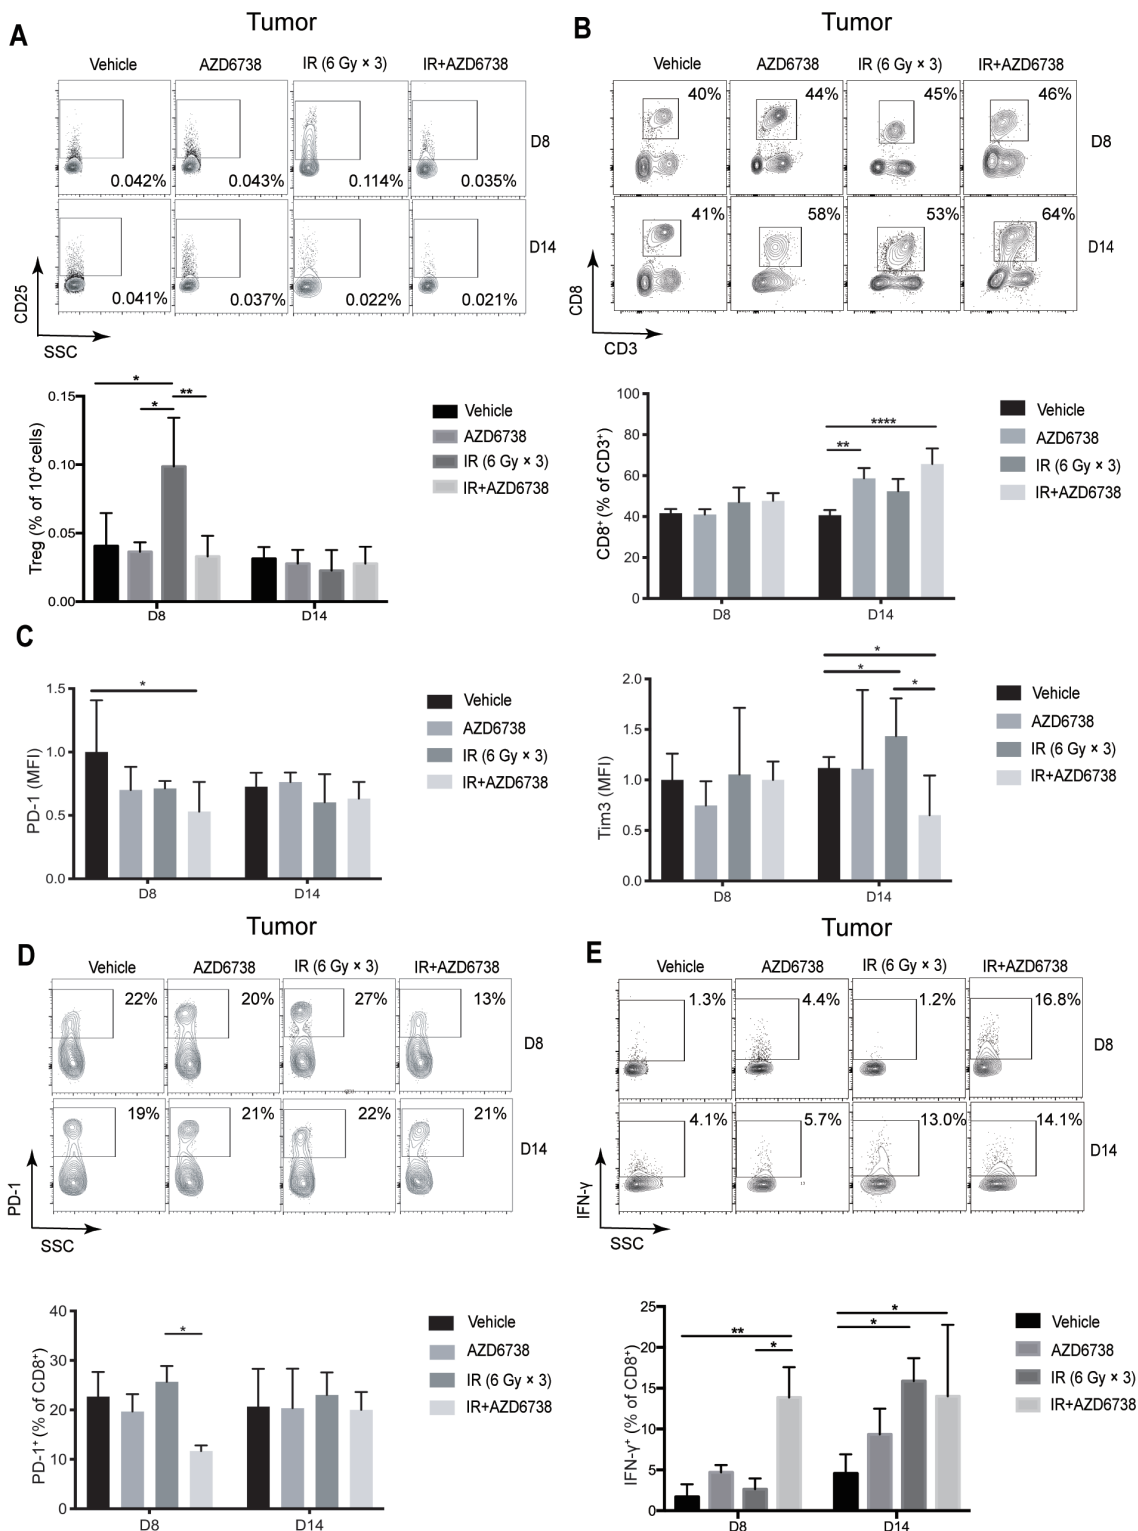 A
Tumor
Vehicle
AZD6738
IR (6 Gy × 3)
IR+AZD6738
0.042%
0.043%
0.114%
0.035%
D8
0.041%
0.037%
0.022%
0.021%
D14
CD25
SSC
0.15
0.10
0.05
0.00
Treg (% of 10⁴ cells)
*
*
**
D8
D14
Vehicle
AZD6738
IR (6 Gy × 3)
IR+AZD6738
B
Tumor
Vehicle
AZD6738
IR (6 Gy × 3)
IR+AZD6738
40%
44%
45%
46%
D8
41%
58%
53%
64%
D14
CD8
CD3
100
80
60
40
20
0
CD8⁺ (% of CD3⁺)
****
**
D8
D14
Vehicle
AZD6738
IR (6 Gy × 3)
IR+AZD6738
C
1.5
1.0
0.5
0.0
PD-1 (MFI)
*
D8
D14
Vehicle
AZD6738
IR (6 Gy × 3)
IR+AZD6738
2.0
1.5
1.0
0.5
0.0
Tim3 (MFI)
*
*
*
D8
D14
Vehicle
AZD6738
IR (6 Gy × 3)
IR+AZD6738
D
Tumor
Vehicle
AZD6738
IR (6 Gy × 3)
IR+AZD6738
22%
20%
27%
13%
D8
19%
21%
22%
21%
D14
PD-1
SSC
40
30
20
10
0
PD-1⁺ (% of CD8⁺)
*
D8
D14
Vehicle
AZD6738
IR (6 Gy × 3)
IR+AZD6738
E
Tumor
Vehicle
AZD6738
IR (6 Gy × 3)
IR+AZD6738
1.3%
4.4%
1.2%
16.8%
D8
4.1%
5.7%
13.0%
14.1%
D14
IFN-γ
SSC
25
20
15
10
5
0
IFN-γ⁺ (% of CD8⁺)
**
*
*
*
D8
D14
Vehicle
AZD6738
IR (6 Gy × 3)
IR+AZD6738